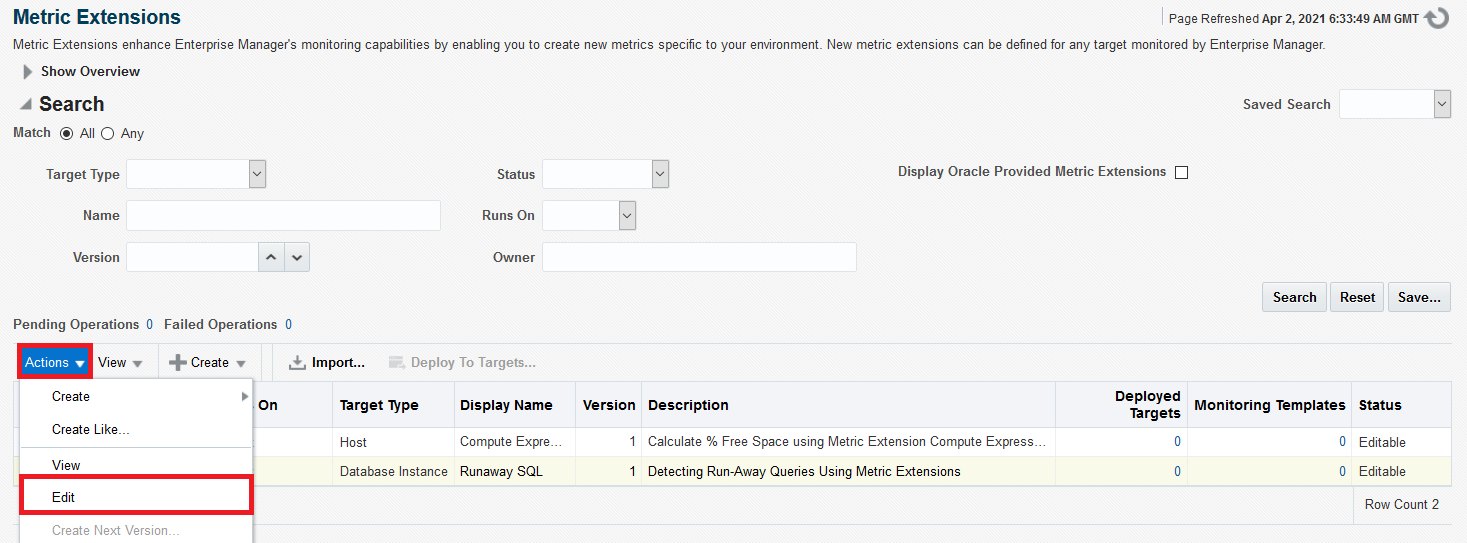 Metric Extensions
Page Refreshed Apr 2, 2021 6:33:49 AM GMT
Metric Extensions enhance Enterprise Manager's monitoring capabilities by enabling you to create new metrics specific to your environment. New metric extensions can be defined for any target monitored by Enterprise Manager.
Show Overview
Search
Saved Search
Match All Any
Target Type Status Display Oracle Provided Metric Extensions
Name Runs On
Version Owner
Search Reset Save...
Pending Operations 0 Failed Operations 0
Actions View Create Import... Deploy To Targets...
Create
On Target Type Display Name Version Description Deployed Targets Monitoring Templates Status
Create Like...
Host Compute Expre... 1 Calculate % Free Space using Metric Extension Compute Express... 0 0 Editable
View
Database Instance Runaway SQL 1 Detecting Run-Away Queries Using Metric Extensions 0 0 Editable
Edit
Row Count 2
Create Next Version...